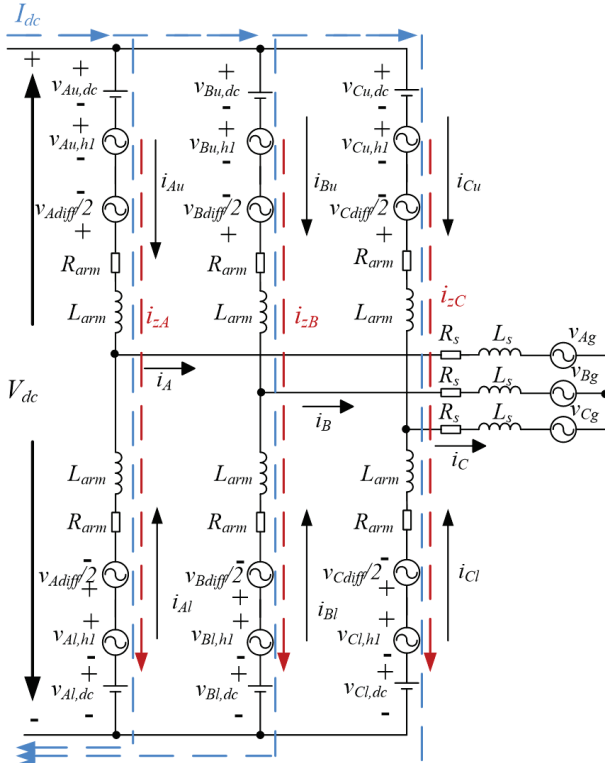 I_dc
+ + + +
v_Au,dc v_Bu,dc v_Cu,dc
- - -
+ + +
v_Au,h1 v_Bu,h1 v_Cu,h1
- - -
i_Au i_Bu i_Cu
- - -
v_Adiff/2 v_Bdiff/2 v_Cdiff/2
+ + +
R_arm R_arm R_arm
L_arm i_zA L_arm i_zB L_arm i_zC
R_s L_s v_Ag
i_A R_s L_s v_Bg
V_dc R_s L_s v_Cg
i_B
i_C
L_arm L_arm L_arm
R_arm R_arm R_arm
- - -
v_Adiff/2 v_Bdiff/2 v_Cdiff/2
i_Al i_Bl i_Cl
+ + +
+ + +
v_Al,h1 v_Bl,h1 v_Cl,h1
- - -
+ + +
v_Al,dc v_Bl,dc v_Cl,dc
- - - -